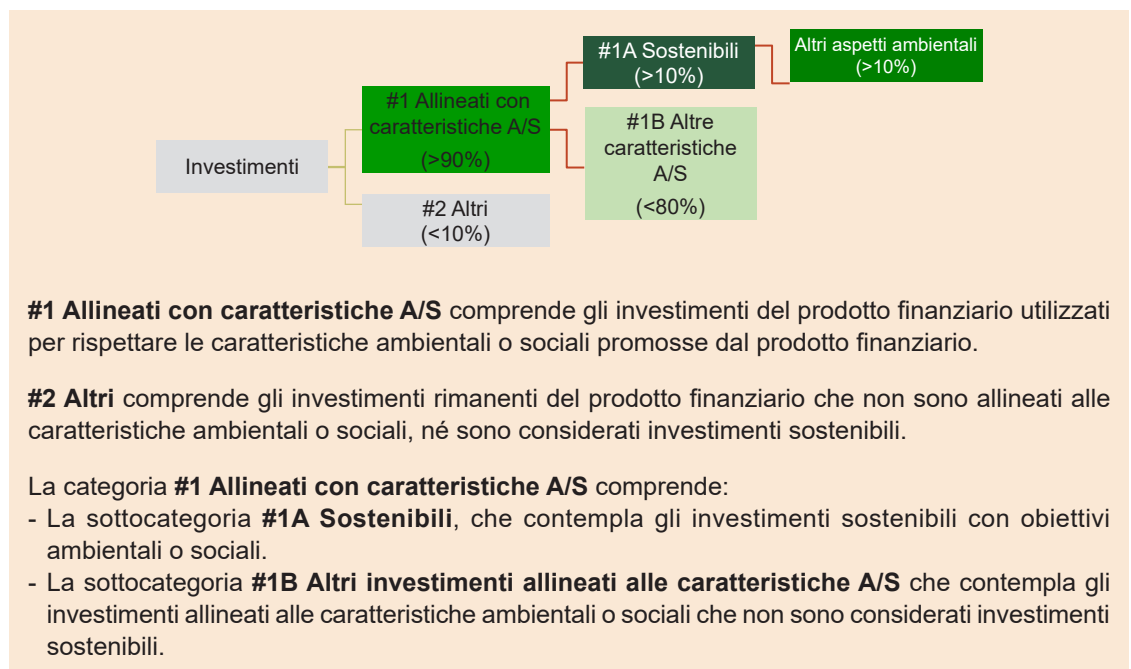 #1A Sostenibili
(>10%)
Altri aspetti ambientali
(>10%)
#1 Allineati con
caratteristiche A/S
(>90%)
#1B Altre
caratteristiche
A/S
(<80%)
Investimenti
#2 Altri
(<10%)
#1 Allineati con caratteristiche A/S comprende gli investimenti del prodotto finanziario utilizzati
per rispettare le caratteristiche ambientali o sociali promosse dal prodotto finanziario.
#2 Altri comprende gli investimenti rimanenti del prodotto finanziario che non sono allineati alle
caratteristiche ambientali o sociali, né sono considerati investimenti sostenibili.
La categoria #1 Allineati con caratteristiche A/S comprende:
- La sottocategoria #1A Sostenibili, che contempla gli investimenti sostenibili con obiettivi
ambientali o sociali.
- La sottocategoria #1B Altri investimenti allineati alle caratteristiche A/S che contempla gli
investimenti allineati alle caratteristiche ambientali o sociali che non sono considerati investimenti
sostenibili.